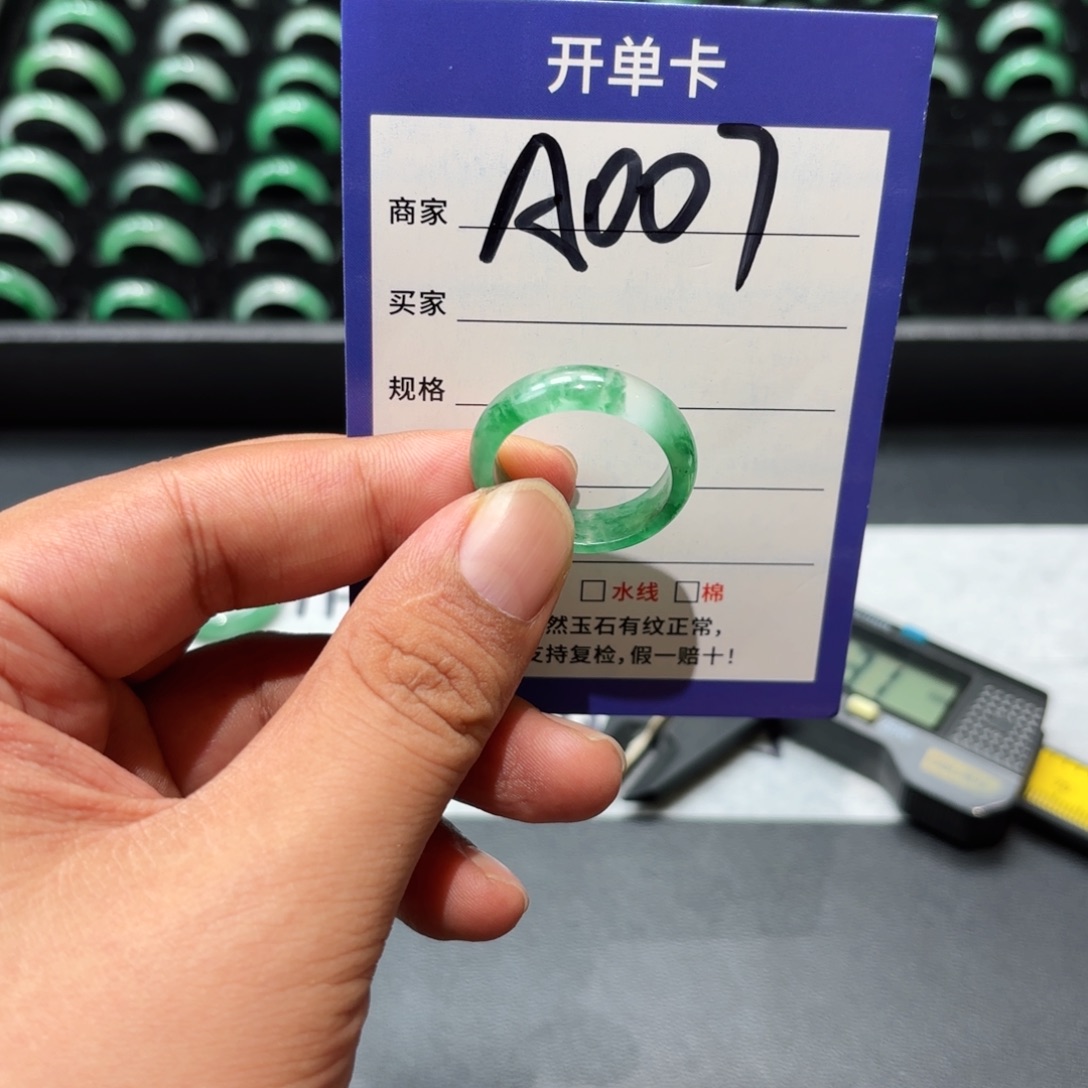 开单卡
商家 A007
买家
规格
□水线 □棉
然玉石有纹正常，
支持复检，假一赔十！